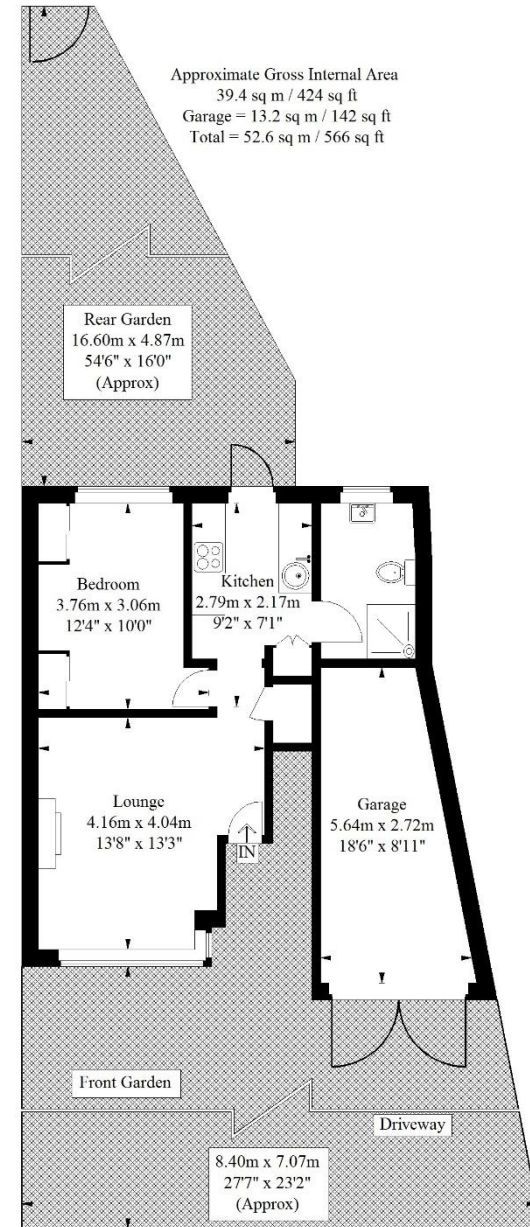 Approximate Gross Internal Area
39.4 sq m / 424 sq ft
Garage = 13.2 sq m / 142 sq ft
Total = 52.6 sq m / 566 sq ft
Rear Garden
16.60m x 4.87m
54'6" x 16'0"
(Approx)
Bedroom
3.76m x 3.06m
12'4" x 10'0"
Kitchen
2.79m x 2.17m
9'2" x 7'1"
Lounge
4.16m x 4.04m
13'8" x 13'3"
IN
Garage
5.64m x 2.72m
18'6" x 8'11"
Front Garden
Driveway
8.40m x 7.07m
27'7" x 23'2"
(Approx)